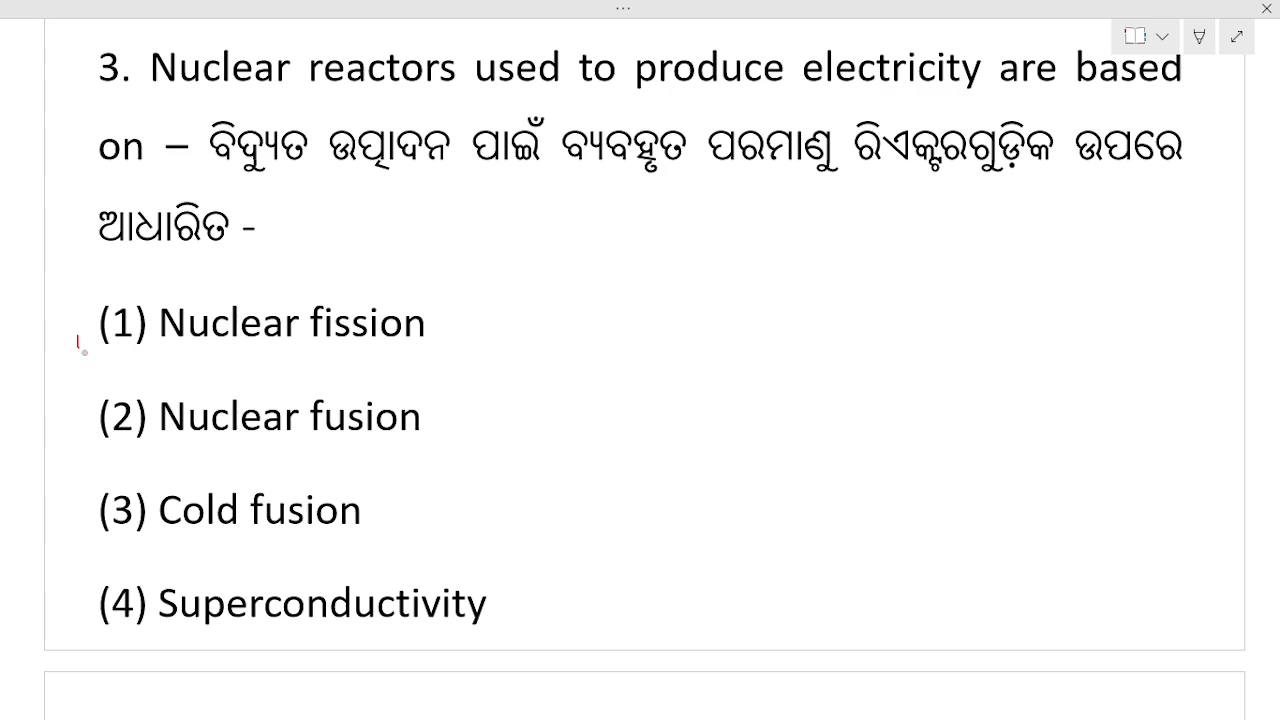 3. Nuclear reactors used to produce electricity are based
on – ବିଦ୍ୟୁତ ଉତ୍ପାଦନ ପାଇଁ ବ୍ୟବହୃତ ପରମାଣୁ ରିଏକ୍ଟରଗୁଡ଼ିକ ଉପରେ
ଆଧାରିତ -
(1) Nuclear fission
(2) Nuclear fusion
(3) Cold fusion
(4) Superconductivity